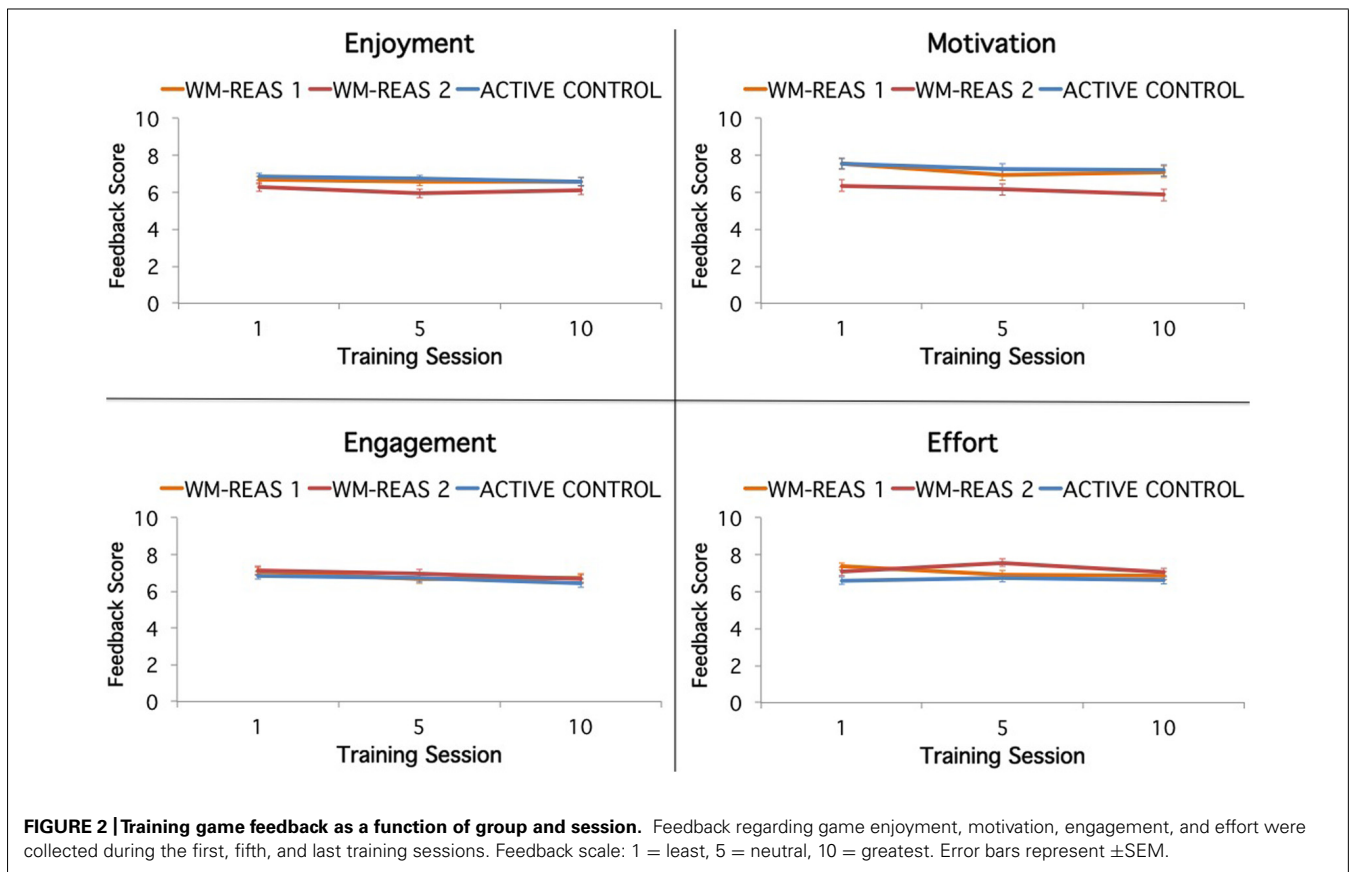 Enjoyment
WM-REAS 1 WM-REAS 2 ACTIVE CONTROL
10
8
6
4
2
0
Feedback Score
1 5 10
Training Session
Motivation
WM-REAS 1 WM-REAS 2 ACTIVE CONTROL
10
8
6
4
2
0
Feedback Score
1 5 10
Training Session
Engagement
WM-REAS 1 WM-REAS 2 ACTIVE CONTROL
10
8
6
4
2
0
Feedback Score
1 5 10
Training Session
Effort
WM-REAS 1 WM-REAS 2 ACTIVE CONTROL
10
8
6
4
2
0
Feedback Score
1 5 10
Training Session
FIGURE 2 | Training game feedback as a function of group and session. Feedback regarding game enjoyment, motivation, engagement, and effort were
collected during the first, fifth, and last training sessions. Feedback scale: 1 = least, 5 = neutral, 10 = greatest. Error bars represent ±SEM.